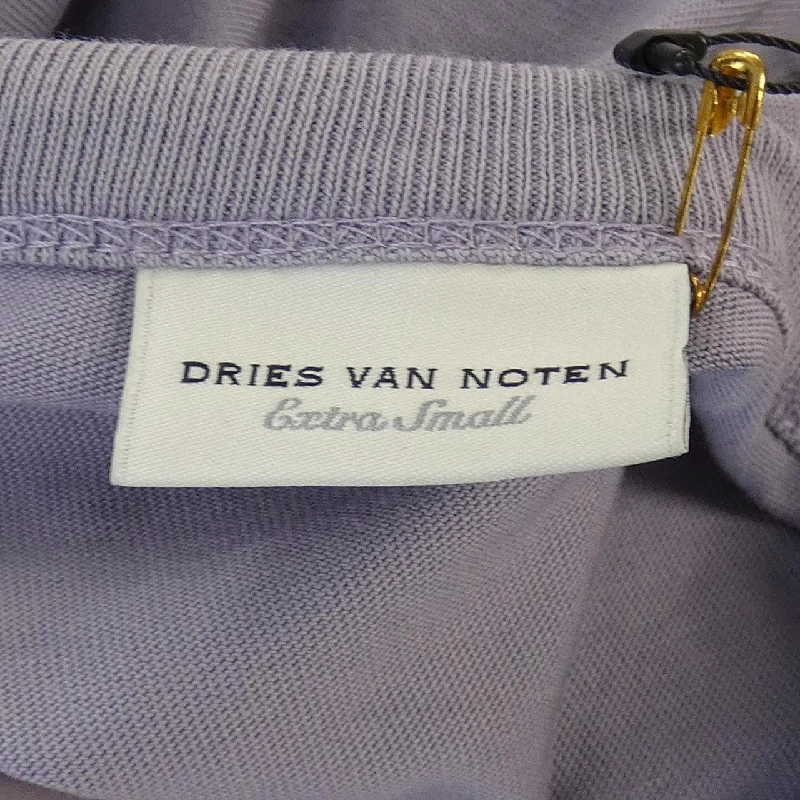 DRIES VAN NOTEN
Extra Small